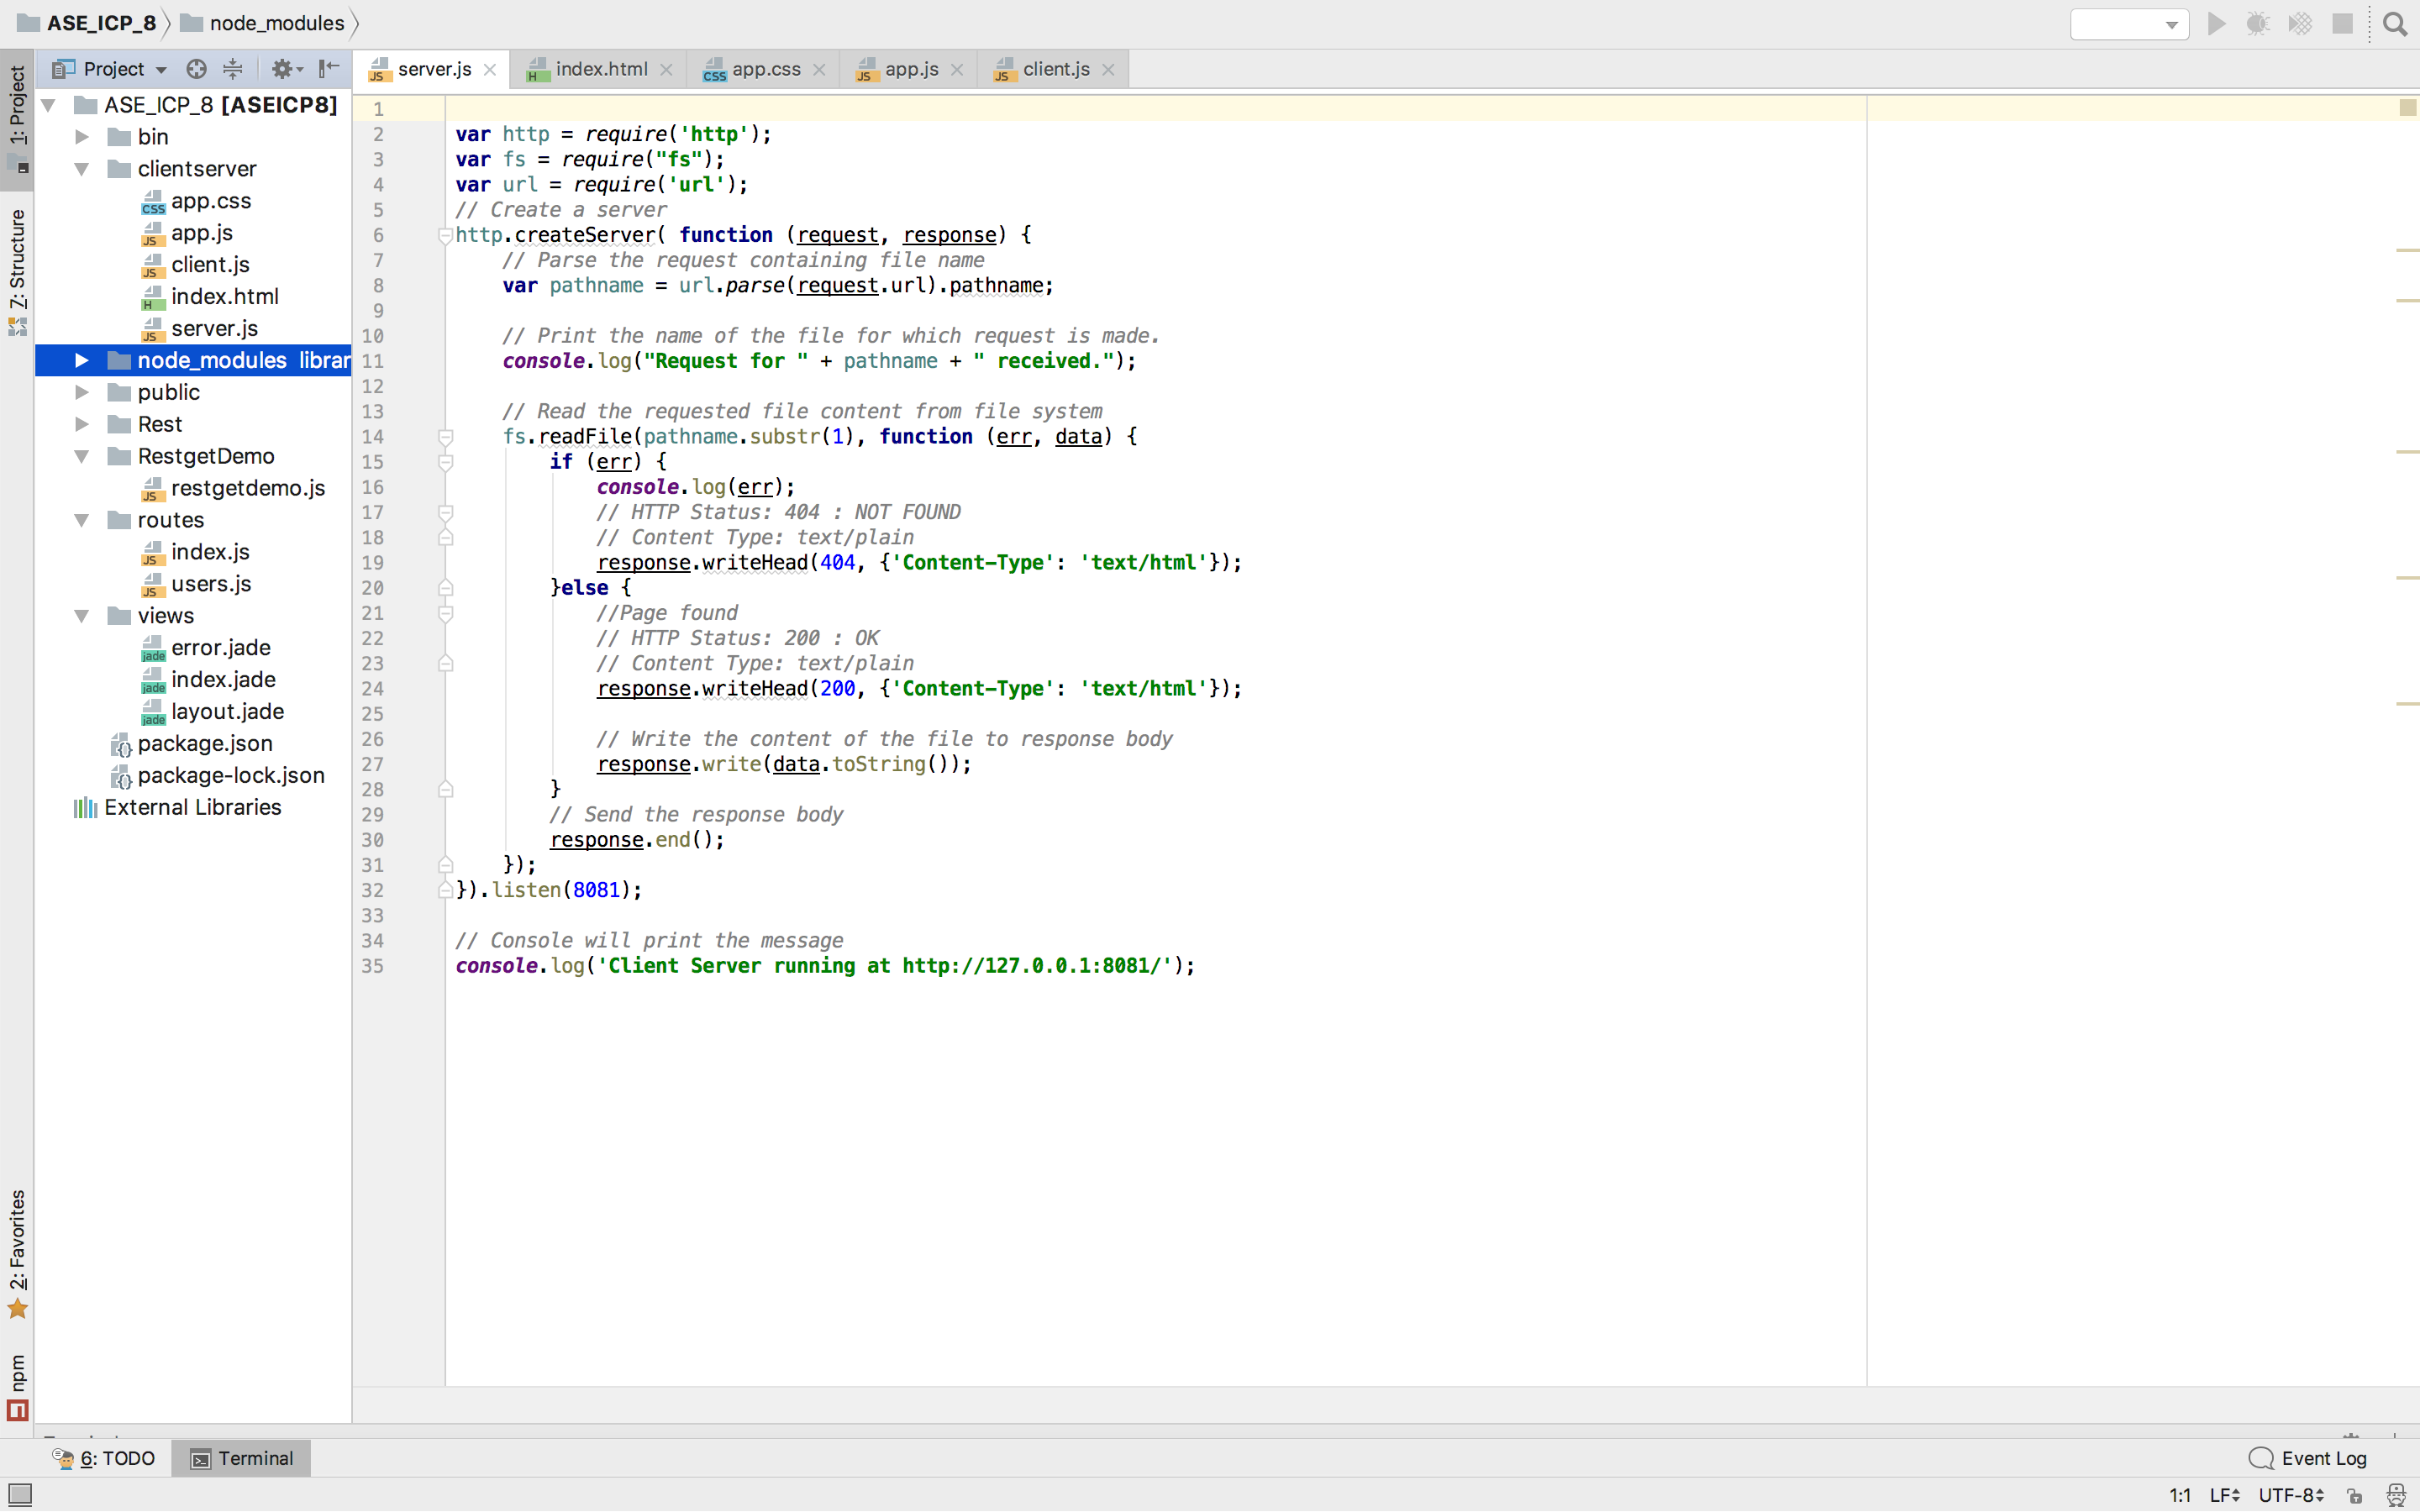 ASE_ICP_8 node_modules
1: Project
7: Structure
2: Favorites
npm
Project
ASE_ICP_8 [ASEICP8]
bin
clientserver
app.css
app.js
client.js
index.html
server.js
node_modules librar
public
Rest
RestgetDemo
restgetdemo.js
routes
index.js
users.js
views
error.jade
index.jade
layout.jade
package.json
package-lock.json
External Libraries
server.js index.html app.css app.js client.js
1
2 var http = require('http');
3 var fs = require("fs");
4 var url = require('url');
5 // Create a server
6 http.createServer( function (request, response) {
7 // Parse the request containing file name
8 var pathname = url.parse(request.url).pathname;
9
10 // Print the name of the file for which request is made.
11 console.log("Request for " + pathname + " received.");
12
13 // Read the requested file content from file system
14 fs.readFile(pathname.substr(1), function (err, data) {
15 if (err) {
16 console.log(err);
17 // HTTP Status: 404 : NOT FOUND
18 // Content Type: text/plain
19 response.writeHead(404, {'Content-Type': 'text/html'});
20 }else {
21 //Page found
22 // HTTP Status: 200 : OK
23 // Content Type: text/plain
24 response.writeHead(200, {'Content-Type': 'text/html'});
25
26 // Write the content of the file to response body
27 response.write(data.toString());
28 }
29 // Send the response body
30 response.end();
31 });
32 }).listen(8081);
33
34 // Console will print the message
35 console.log('Client Server running at http://127.0.0.1:8081/');
6: TODO Terminal Event Log
1:1 LF UTF-8